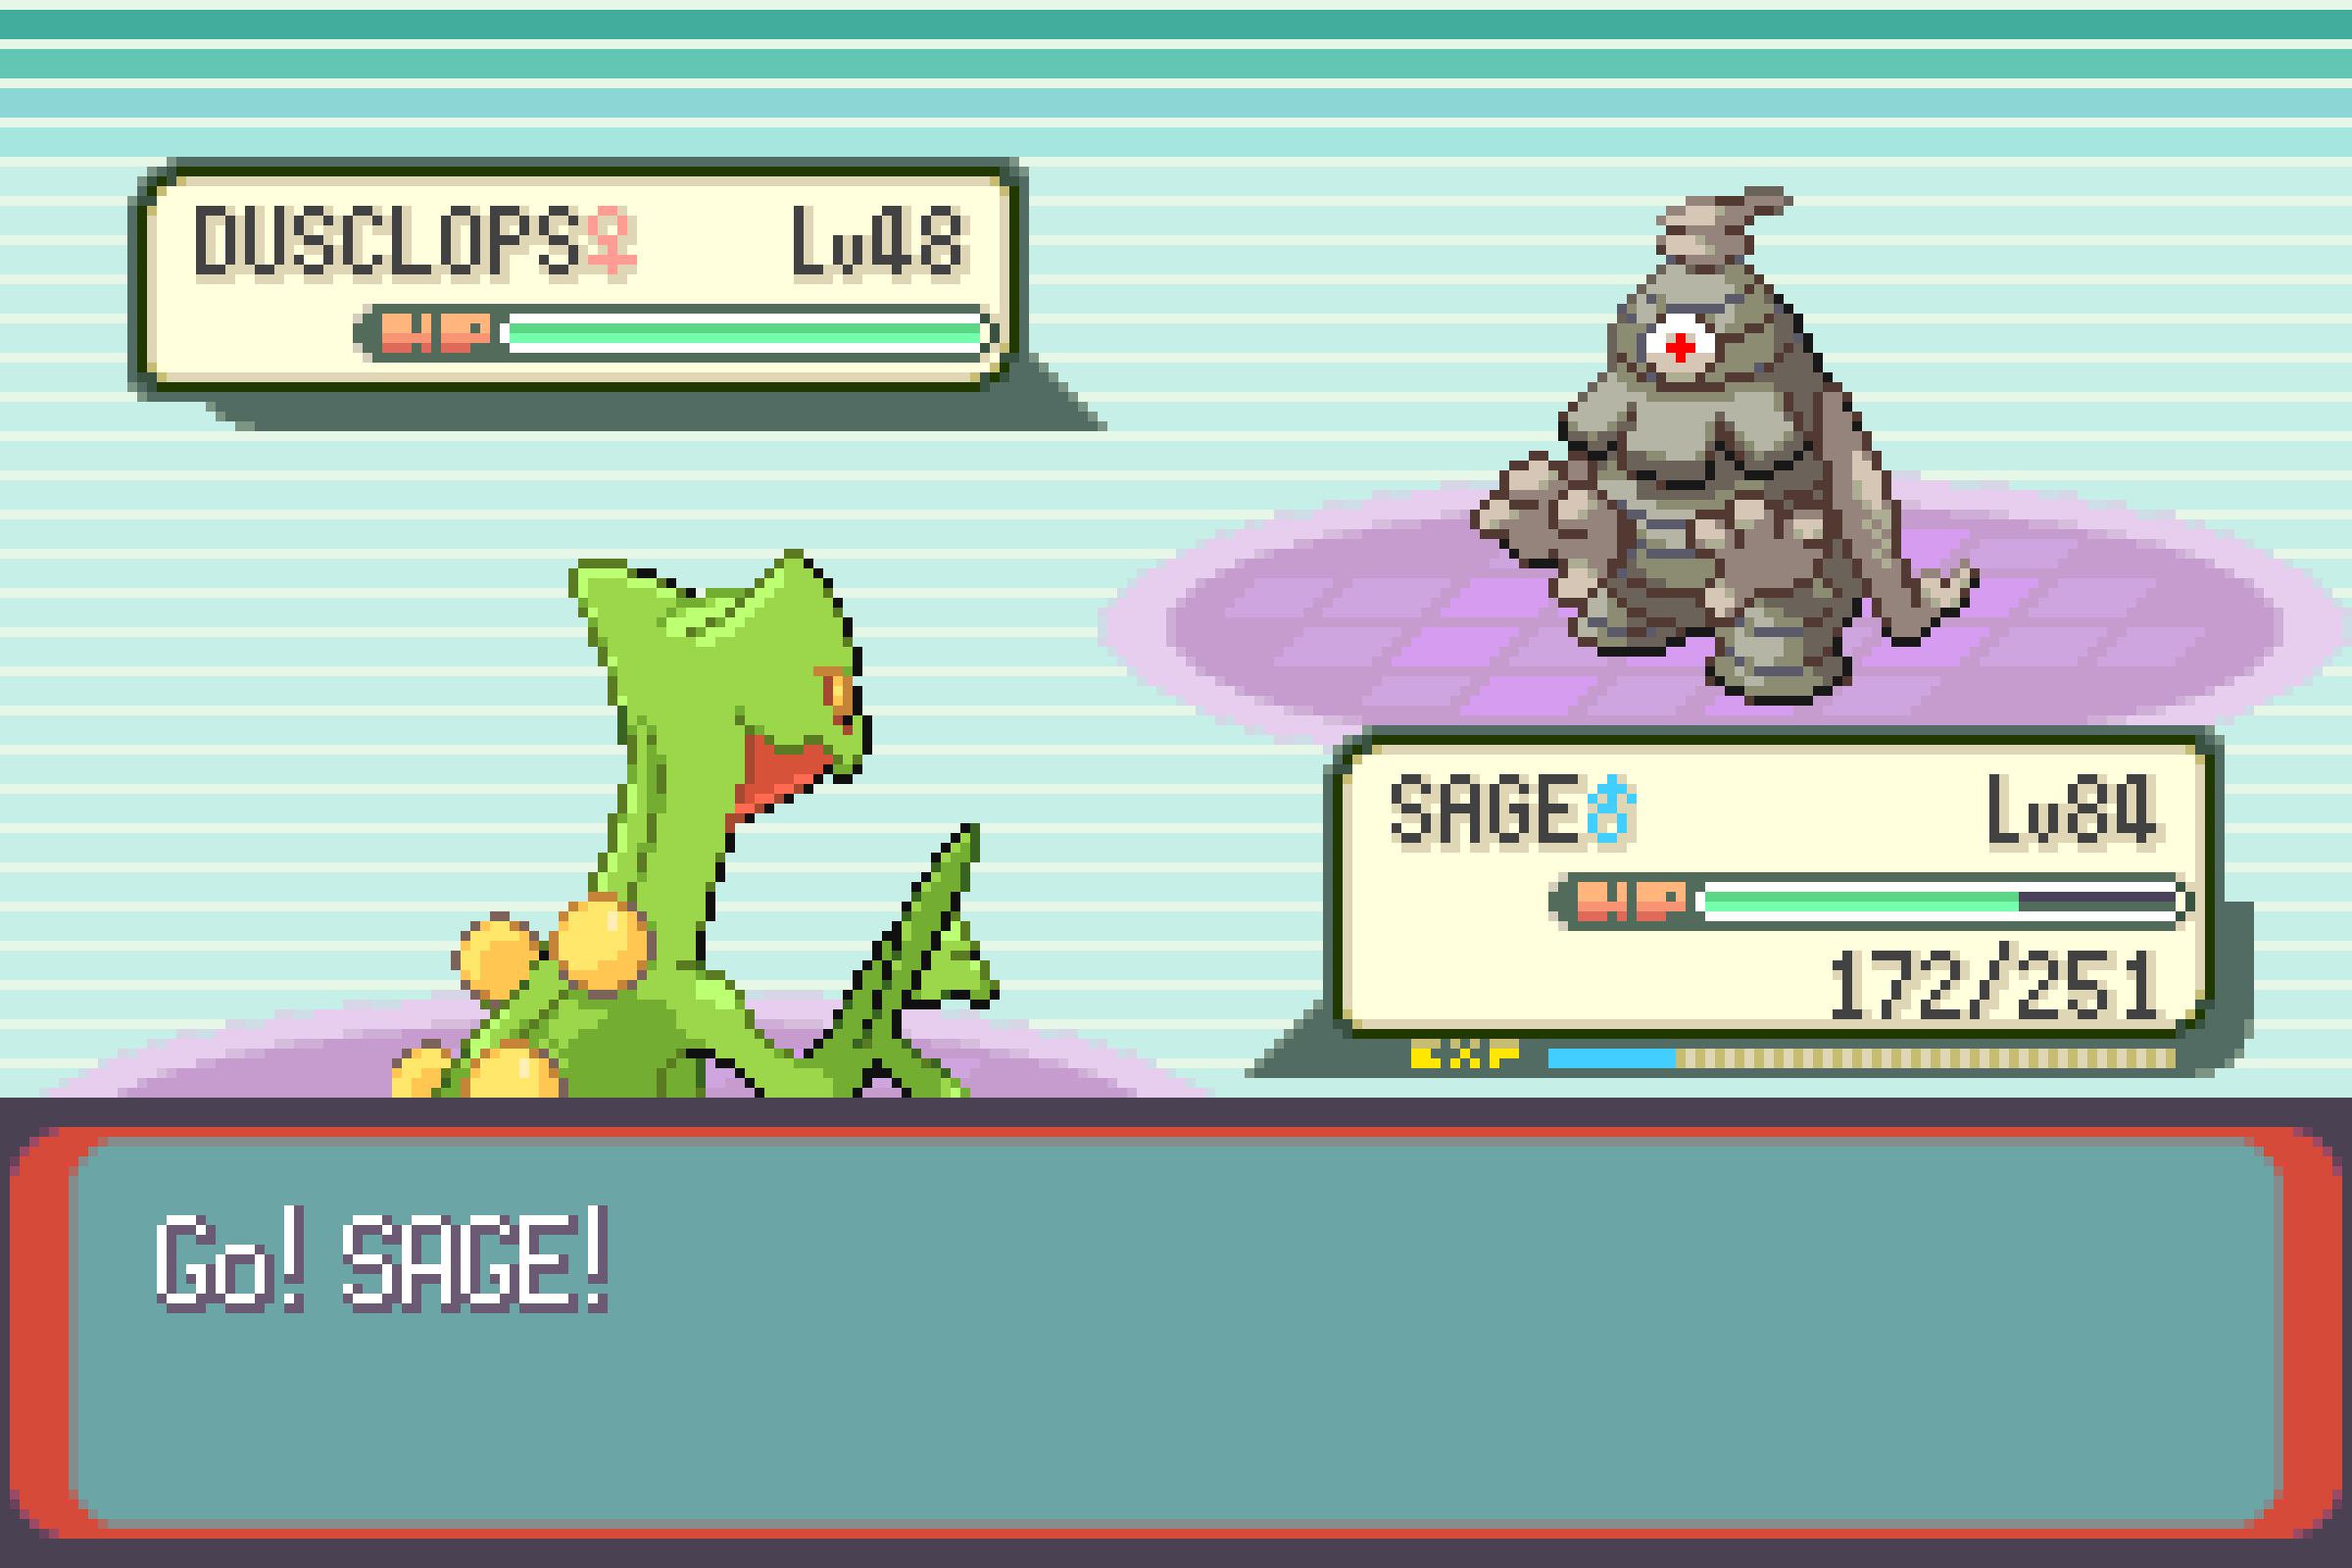 DUSCLOPS♀ Lv48
HP
SAGE♂ Lv84
HP
172/251
EXP
Go! SAGE!